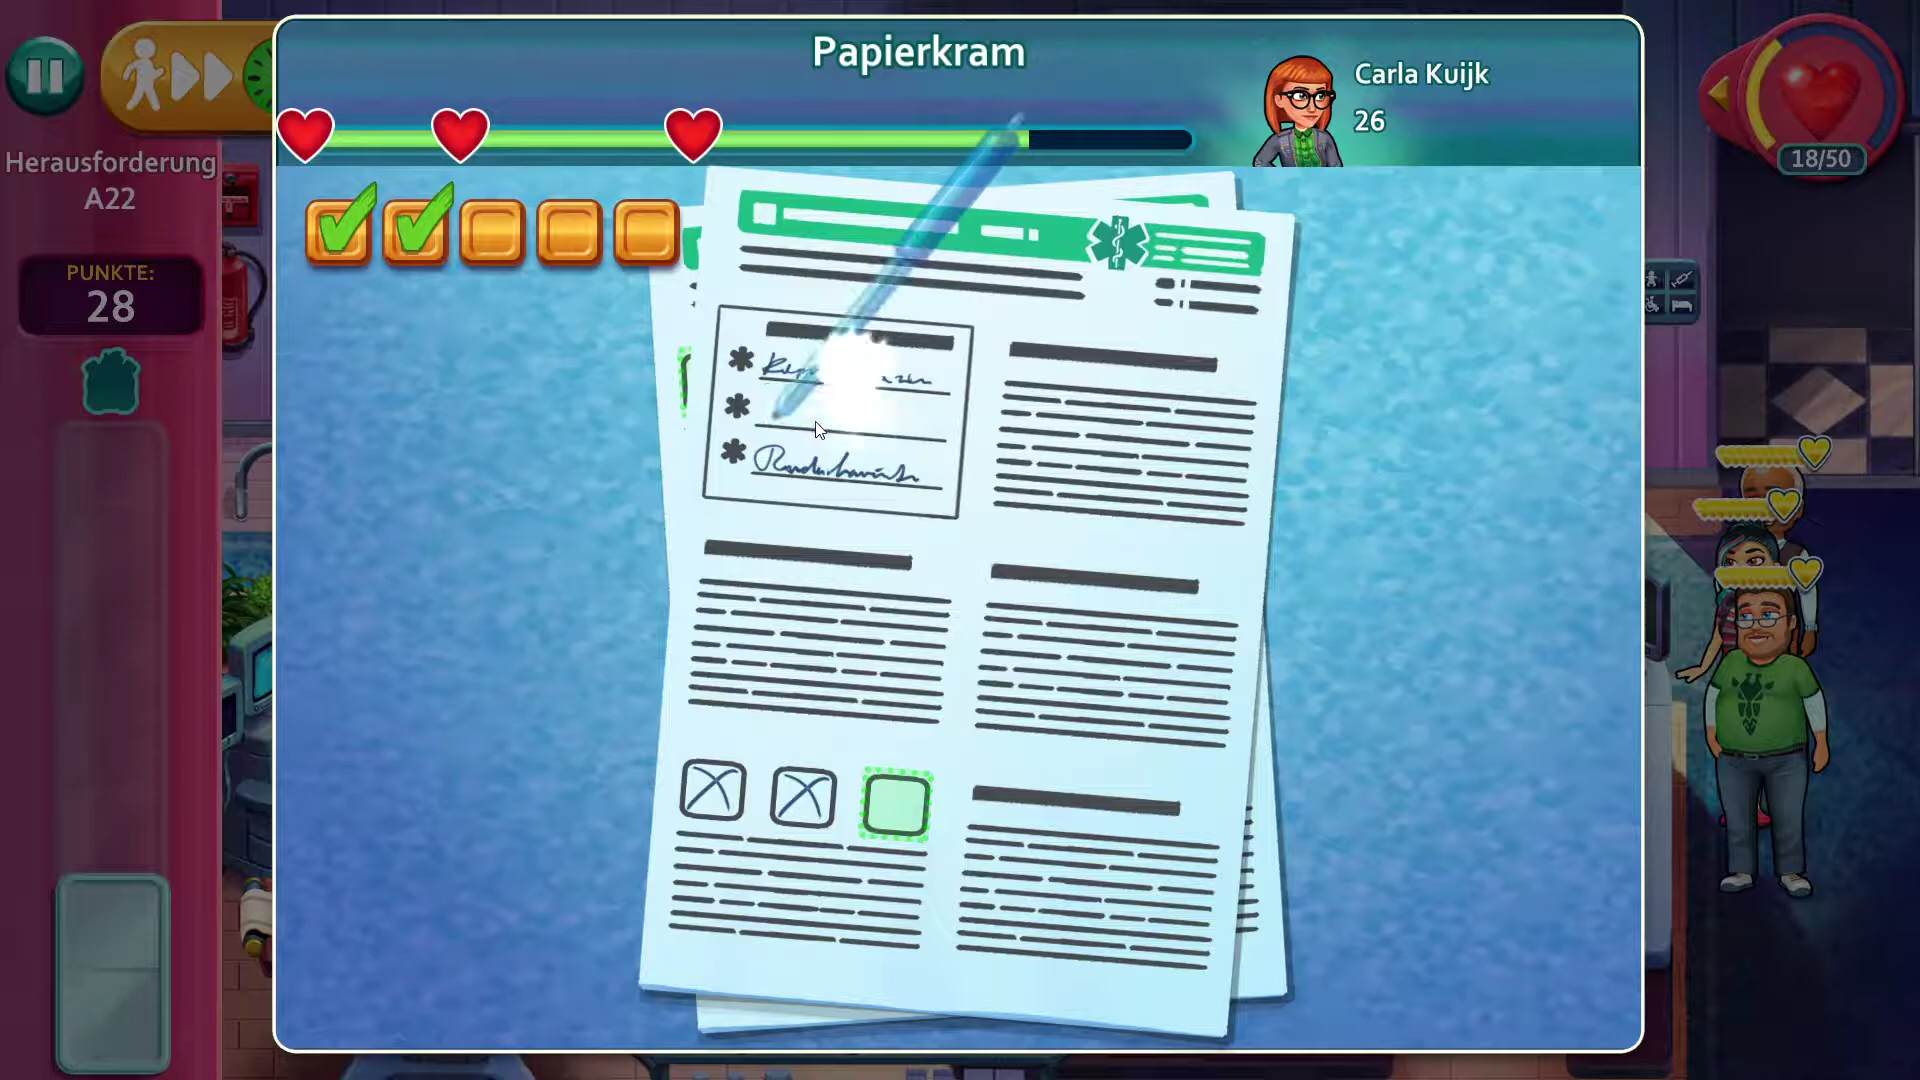 Papierkram
Carla Kuijk
26
Herausforderung
A22
PUNKTE:
28
18/50